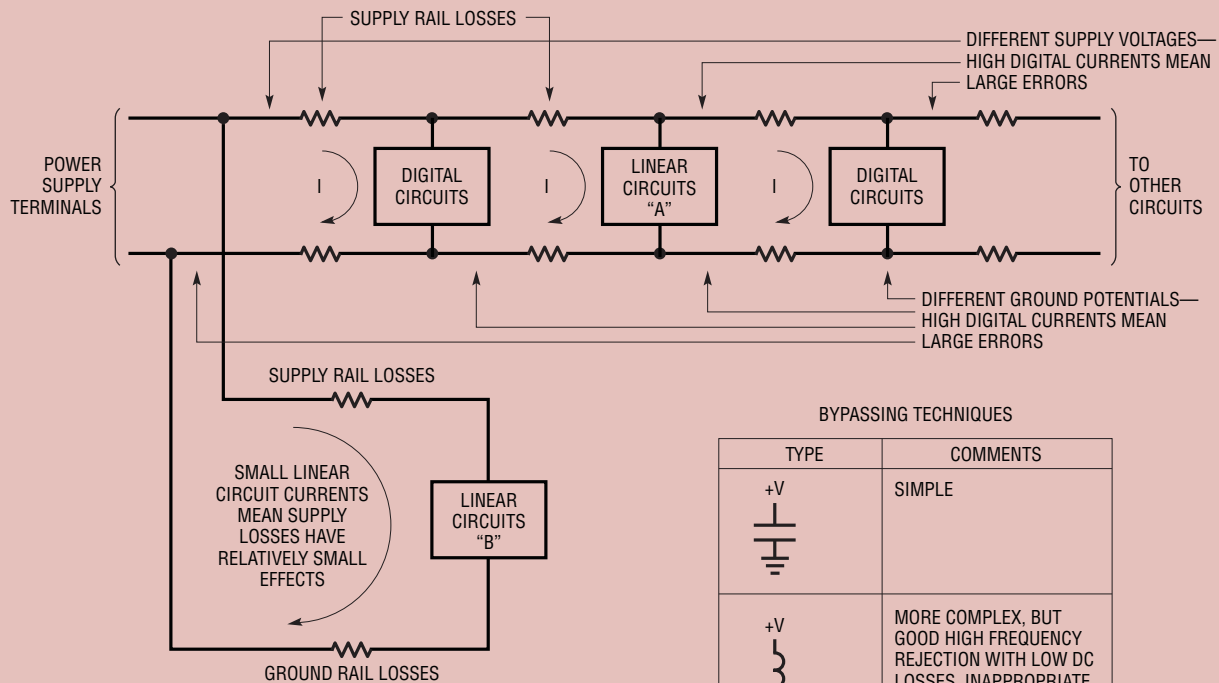 SUPPLY RAIL LOSSES
DIFFERENT SUPPLY VOLTAGES—
HIGH DIGITAL CURRENTS MEAN
LARGE ERRORS
POWER
SUPPLY
TERMINALS
I
DIGITAL
CIRCUITS
I
LINEAR
CIRCUITS
“A”
I
DIGITAL
CIRCUITS
TO
OTHER
CIRCUITS
DIFFERENT GROUND POTENTIALS—
HIGH DIGITAL CURRENTS MEAN
LARGE ERRORS
SUPPLY RAIL LOSSES
SMALL LINEAR
CIRCUIT CURRENTS
MEAN SUPPLY
LOSSES HAVE
RELATIVELY SMALL
EFFECTS
LINEAR
CIRCUITS
“B”
GROUND RAIL LOSSES
BYPASSING TECHNIQUES
TYPE COMMENTS
+V SIMPLE
+V
MORE COMPLEX, BUT
GOOD HIGH FREQUENCY
REJECTION WITH LOW DC
LOSSES. INAPPROPRIATE